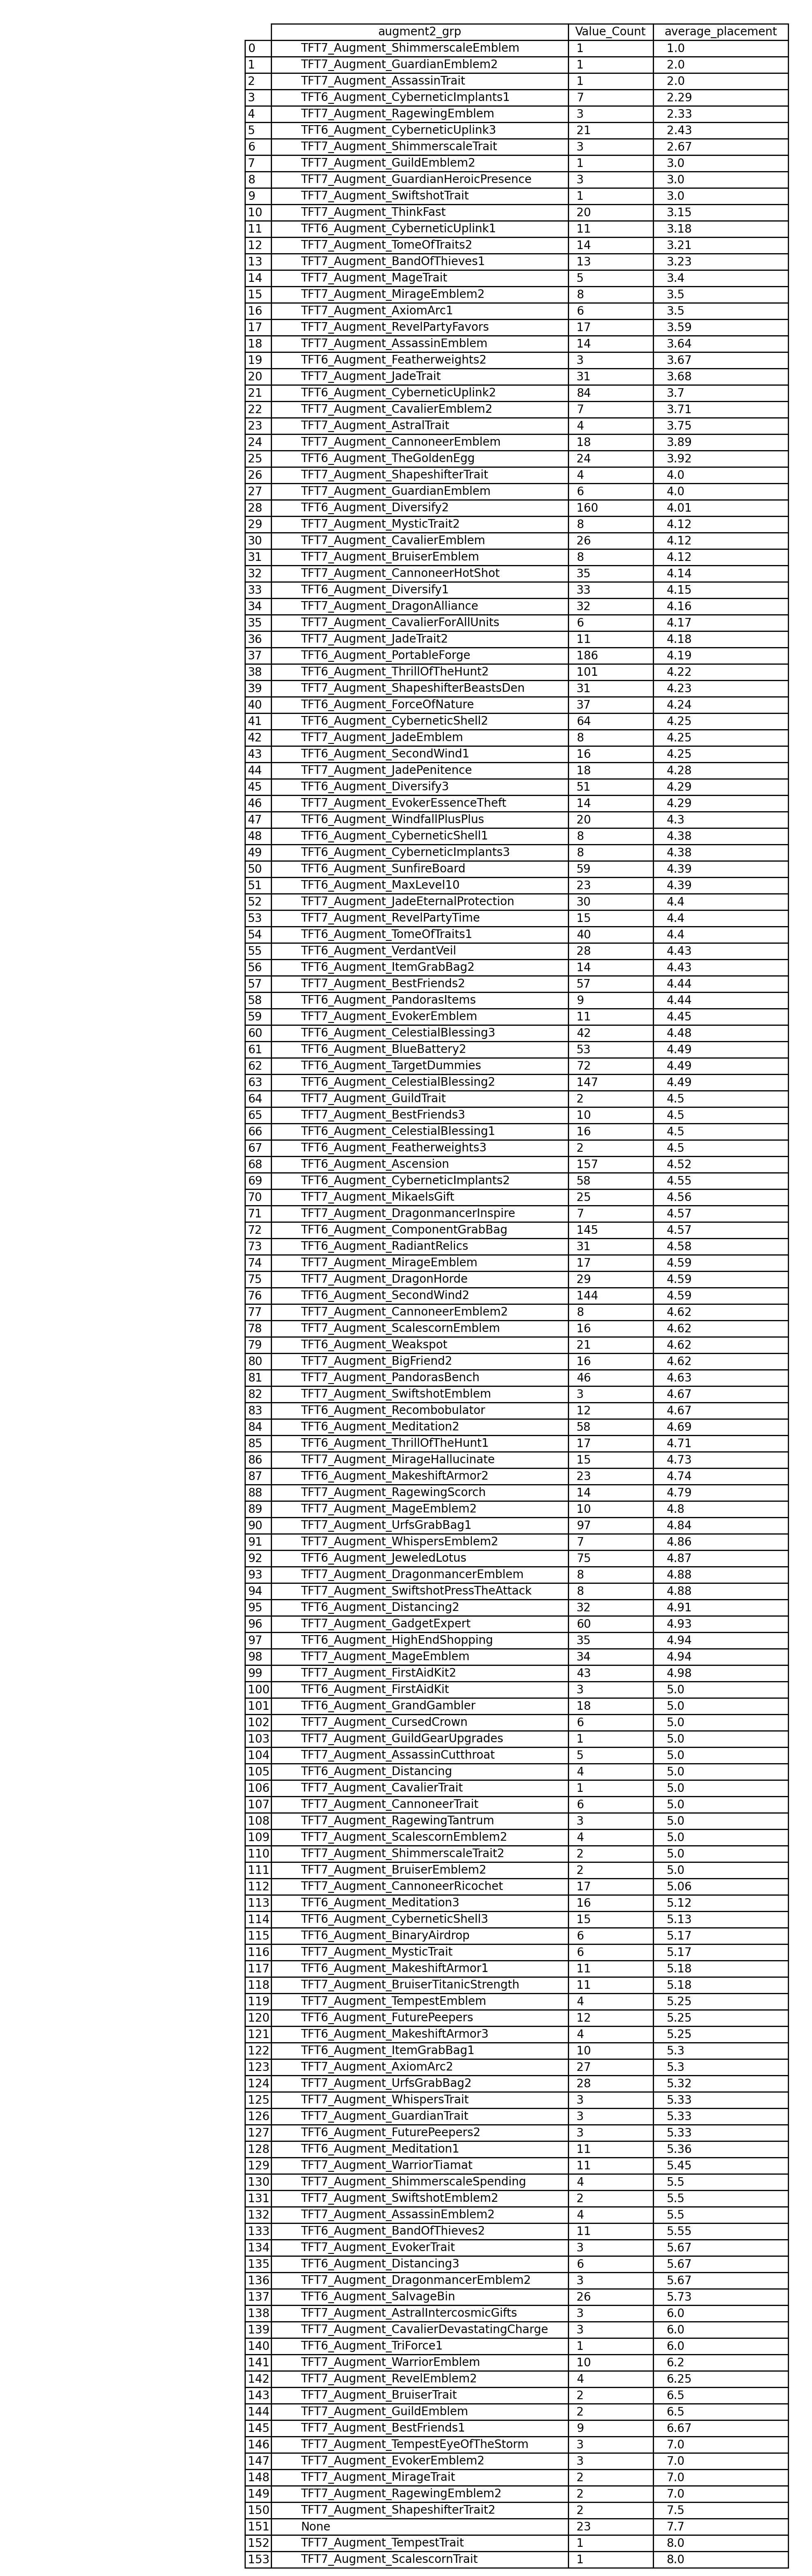 augment2_grp Value_Count average_placement
0 TFT7_Augment_ShimmerscaleEmblem 1 1.0
1 TFT7_Augment_GuardianEmblem2 1 2.0
2 TFT7_Augment_AssassinTrait 1 2.0
3 TFT6_Augment_CyberneticImplants1 7 2.29
4 TFT7_Augment_RagewingEmblem 3 2.33
5 TFT6_Augment_CyberneticUplink3 21 2.43
6 TFT7_Augment_ShimmerscaleTrait 3 2.67
7 TFT7_Augment_GuildEmblem2 1 3.0
8 TFT7_Augment_GuardianHeroicPresence 3 3.0
9 TFT7_Augment_SwiftshotTrait 1 3.0
10 TFT7_Augment_ThinkFast 20 3.15
11 TFT6_Augment_CyberneticUplink1 11 3.18
12 TFT7_Augment_TomeOfTraits2 14 3.21
13 TFT7_Augment_BandOfThieves1 13 3.23
14 TFT7_Augment_MageTrait 5 3.4
15 TFT7_Augment_MirageEmblem2 8 3.5
16 TFT7_Augment_AxiomArc1 6 3.5
17 TFT7_Augment_RevelPartyFavors 17 3.59
18 TFT7_Augment_AssassinEmblem 14 3.64
19 TFT6_Augment_Featherweights2 3 3.67
20 TFT7_Augment_JadeTrait 31 3.68
21 TFT6_Augment_CyberneticUplink2 84 3.7
22 TFT7_Augment_CavalierEmblem2 7 3.71
23 TFT7_Augment_AstralTrait 4 3.75
24 TFT7_Augment_CannoneerEmblem 18 3.89
25 TFT6_Augment_TheGoldenEgg 24 3.92
26 TFT7_Augment_ShapeshifterTrait 4 4.0
27 TFT7_Augment_GuardianEmblem 6 4.0
28 TFT6_Augment_Diversify2 160 4.01
29 TFT7_Augment_MysticTrait2 8 4.12
30 TFT7_Augment_CavalierEmblem 26 4.12
31 TFT7_Augment_BruiserEmblem 8 4.12
32 TFT7_Augment_CannoneerHotShot 35 4.14
33 TFT6_Augment_Diversify1 33 4.15
34 TFT7_Augment_DragonAlliance 32 4.16
35 TFT7_Augment_CavalierForAllUnits 6 4.17
36 TFT7_Augment_JadeTrait2 11 4.18
37 TFT6_Augment_PortableForge 186 4.19
38 TFT6_Augment_ThrillOfTheHunt2 101 4.22
39 TFT7_Augment_ShapeshifterBeastsDen 31 4.23
40 TFT6_Augment_ForceOfNature 37 4.24
41 TFT6_Augment_CyberneticShell2 64 4.25
42 TFT7_Augment_JadeEmblem 8 4.25
43 TFT6_Augment_SecondWind1 16 4.25
44 TFT7_Augment_JadePenitence 18 4.28
45 TFT6_Augment_Diversify3 51 4.29
46 TFT7_Augment_EvokerEssenceTheft 14 4.29
47 TFT6_Augment_WindfallPlusPlus 20 4.3
48 TFT6_Augment_CyberneticShell1 8 4.38
49 TFT6_Augment_CyberneticImplants3 8 4.38
50 TFT6_Augment_SunfireBoard 59 4.39
51 TFT6_Augment_MaxLevel10 23 4.39
52 TFT7_Augment_JadeEternalProtection 30 4.4
53 TFT7_Augment_RevelPartyTime 15 4.4
54 TFT6_Augment_TomeOfTraits1 40 4.4
55 TFT6_Augment_VerdantVeil 28 4.43
56 TFT6_Augment_ItemGrabBag2 14 4.43
57 TFT7_Augment_BestFriends2 57 4.44
58 TFT6_Augment_PandorasItems 9 4.44
59 TFT7_Augment_EvokerEmblem 11 4.45
60 TFT6_Augment_CelestialBlessing3 42 4.48
61 TFT6_Augment_BlueBattery2 53 4.49
62 TFT6_Augment_TargetDummies 72 4.49
63 TFT6_Augment_CelestialBlessing2 147 4.49
64 TFT7_Augment_GuildTrait 2 4.5
65 TFT7_Augment_BestFriends3 10 4.5
66 TFT6_Augment_CelestialBlessing1 16 4.5
67 TFT6_Augment_Featherweights3 2 4.5
68 TFT6_Augment_Ascension 157 4.52
69 TFT6_Augment_CyberneticImplants2 58 4.55
70 TFT7_Augment_MikaelsGift 25 4.56
71 TFT7_Augment_DragonmancerInspire 7 4.57
72 TFT6_Augment_ComponentGrabBag 145 4.57
73 TFT6_Augment_RadiantRelics 31 4.58
74 TFT7_Augment_MirageEmblem 17 4.59
75 TFT7_Augment_DragonHorde 29 4.59
76 TFT6_Augment_SecondWind2 144 4.59
77 TFT7_Augment_CannoneerEmblem2 8 4.62
78 TFT7_Augment_ScalescornEmblem 16 4.62
79 TFT6_Augment_Weakspot 21 4.62
80 TFT7_Augment_BigFriend2 16 4.62
81 TFT7_Augment_PandorasBench 46 4.63
82 TFT7_Augment_SwiftshotEmblem 3 4.67
83 TFT6_Augment_Recombobulator 12 4.67
84 TFT6_Augment_Meditation2 58 4.69
85 TFT6_Augment_ThrillOfTheHunt1 17 4.71
86 TFT7_Augment_MirageHallucinate 15 4.73
87 TFT6_Augment_MakeshiftArmor2 23 4.74
88 TFT7_Augment_RagewingScorch 14 4.79
89 TFT7_Augment_MageEmblem2 10 4.8
90 TFT7_Augment_UrfsGrabBag1 97 4.84
91 TFT7_Augment_WhispersEmblem2 7 4.86
92 TFT6_Augment_JeweledLotus 75 4.87
93 TFT7_Augment_DragonmancerEmblem 8 4.88
94 TFT7_Augment_SwiftshotPressTheAttack 8 4.88
95 TFT6_Augment_Distancing2 32 4.91
96 TFT7_Augment_GadgetExpert 60 4.93
97 TFT6_Augment_HighEndShopping 35 4.94
98 TFT7_Augment_MageEmblem 34 4.94
99 TFT7_Augment_FirstAidKit2 43 4.98
100 TFT6_Augment_FirstAidKit 3 5.0
101 TFT6_Augment_GrandGambler 18 5.0
102 TFT7_Augment_CursedCrown 6 5.0
103 TFT7_Augment_GuildGearUpgrades 1 5.0
104 TFT7_Augment_AssassinCutthroat 5 5.0
105 TFT6_Augment_Distancing 4 5.0
106 TFT7_Augment_CavalierTrait 1 5.0
107 TFT7_Augment_CannoneerTrait 6 5.0
108 TFT7_Augment_RagewingTantrum 3 5.0
109 TFT7_Augment_ScalescornEmblem2 4 5.0
110 TFT7_Augment_ShimmerscaleTrait2 2 5.0
111 TFT7_Augment_BruiserEmblem2 2 5.0
112 TFT7_Augment_CannoneerRicochet 17 5.06
113 TFT6_Augment_Meditation3 16 5.12
114 TFT6_Augment_CyberneticShell3 15 5.13
115 TFT6_Augment_BinaryAirdrop 6 5.17
116 TFT7_Augment_MysticTrait 6 5.17
117 TFT6_Augment_MakeshiftArmor1 11 5.18
118 TFT7_Augment_BruiserTitanicStrength 11 5.18
119 TFT7_Augment_TempestEmblem 4 5.25
120 TFT6_Augment_FuturePeepers 12 5.25
121 TFT6_Augment_MakeshiftArmor3 4 5.25
122 TFT6_Augment_ItemGrabBag1 10 5.3
123 TFT7_Augment_AxiomArc2 27 5.3
124 TFT7_Augment_UrfsGrabBag2 28 5.32
125 TFT7_Augment_WhispersTrait 3 5.33
126 TFT7_Augment_GuardianTrait 3 5.33
127 TFT6_Augment_FuturePeepers2 3 5.33
128 TFT6_Augment_Meditation1 11 5.36
129 TFT7_Augment_WarriorTiamat 11 5.45
130 TFT7_Augment_ShimmerscaleSpending 4 5.5
131 TFT7_Augment_SwiftshotEmblem2 2 5.5
132 TFT7_Augment_AssassinEmblem2 4 5.5
133 TFT6_Augment_BandOfThieves2 11 5.55
134 TFT7_Augment_EvokerTrait 3 5.67
135 TFT6_Augment_Distancing3 6 5.67
136 TFT7_Augment_DragonmancerEmblem2 3 5.67
137 TFT6_Augment_SalvageBin 26 5.73
138 TFT7_Augment_AstralIntercosmicGifts 3 6.0
139 TFT7_Augment_CavalierDevastatingCharge 3 6.0
140 TFT6_Augment_TriForce1 1 6.0
141 TFT7_Augment_WarriorEmblem 10 6.2
142 TFT7_Augment_RevelEmblem2 4 6.25
143 TFT7_Augment_BruiserTrait 2 6.5
144 TFT7_Augment_GuildEmblem 2 6.5
145 TFT7_Augment_BestFriends1 9 6.67
146 TFT7_Augment_TempestEyeOfTheStorm 3 7.0
147 TFT7_Augment_EvokerEmblem2 3 7.0
148 TFT7_Augment_MirageTrait 2 7.0
149 TFT7_Augment_RagewingEmblem2 2 7.0
150 TFT7_Augment_ShapeshifterTrait2 2 7.5
151 None 23 7.7
152 TFT7_Augment_TempestTrait 1 8.0
153 TFT7_Augment_ScalescornTrait 1 8.0